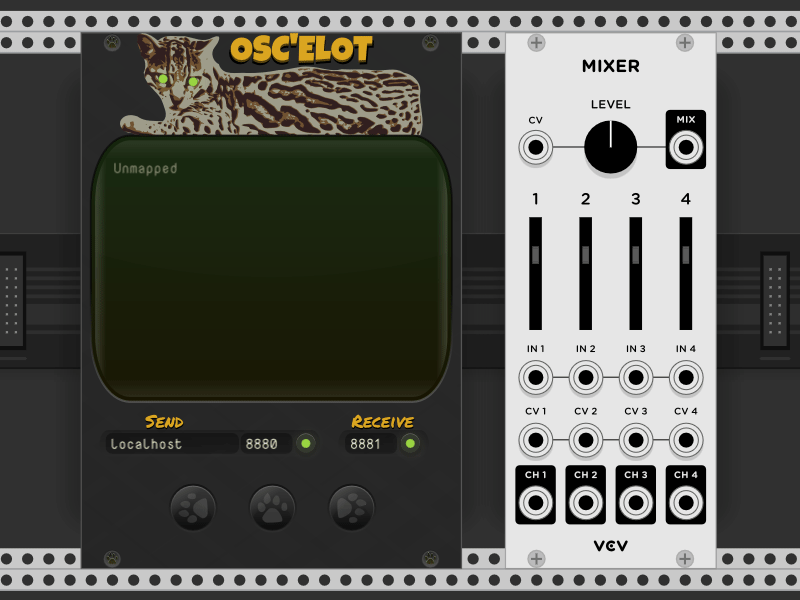 OSC'ELOT
Unmapped
SEND
RECEIVE
localhost
8880
8881
MIXER
LEVEL
CV
MIX
1 2 3 4
IN 1 IN 2 IN 3 IN 4
CV 1 CV 2 CV 3 CV 4
CH 1 CH 2 CH 3 CH 4
VCV